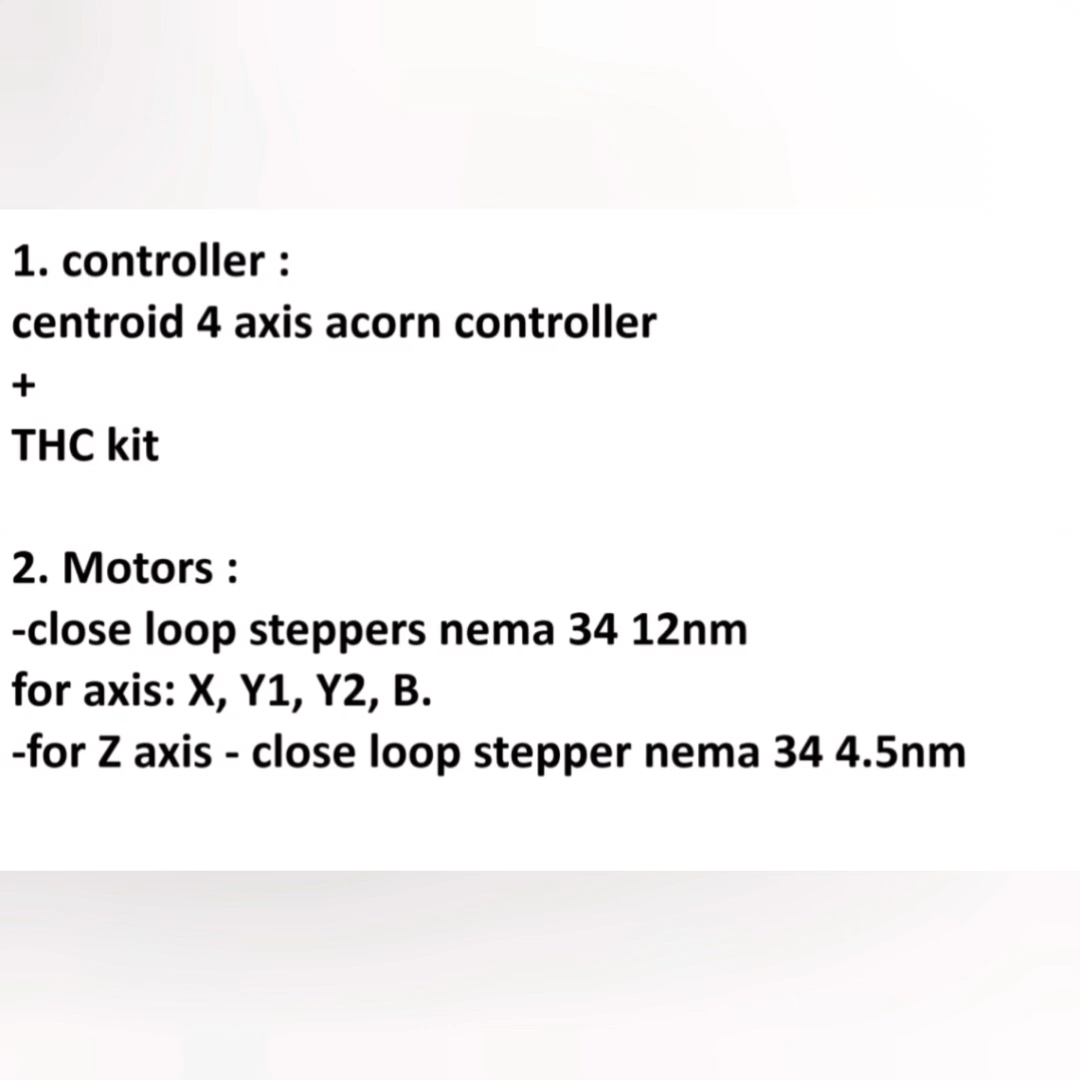 1. controller :
centroid 4 axis acorn controller
+
THC kit
2. Motors :
-close loop steppers nema 34 12nm
for axis: X, Y1, Y2, B.
-for Z axis - close loop stepper nema 34 4.5nm